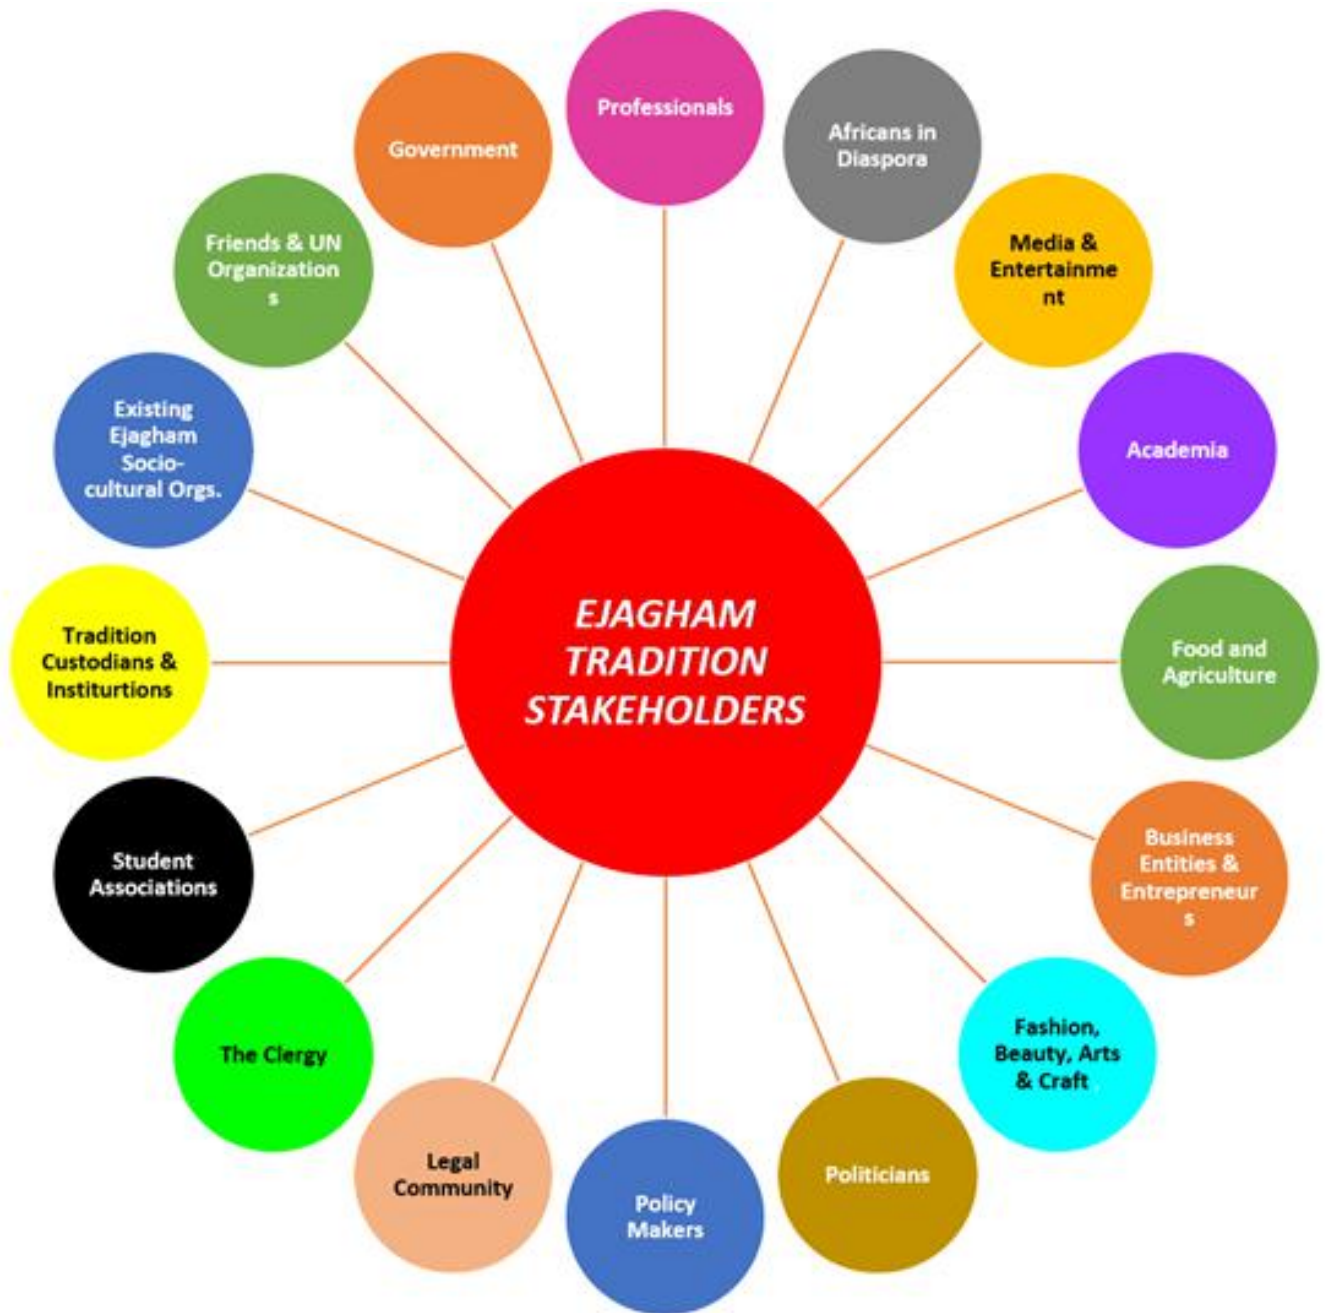 Professionals
Africans in
Diaspora
Media &
Entertainme
nt
Academia
Food and
Agriculture
Business
Entities &
Entrepreneur
s
Fashion,
Beauty, Arts
& Craft
Politicians
Policy
Makers
Legal
Community
The Clergy
Student
Associations
Tradition
Custodians &
Institurtions
Existing
Ejagham
Socio-
cultural Orgs.
Friends & UN
Organization
s
Government
EJAGHAM
TRADITION
STAKEHOLDERS